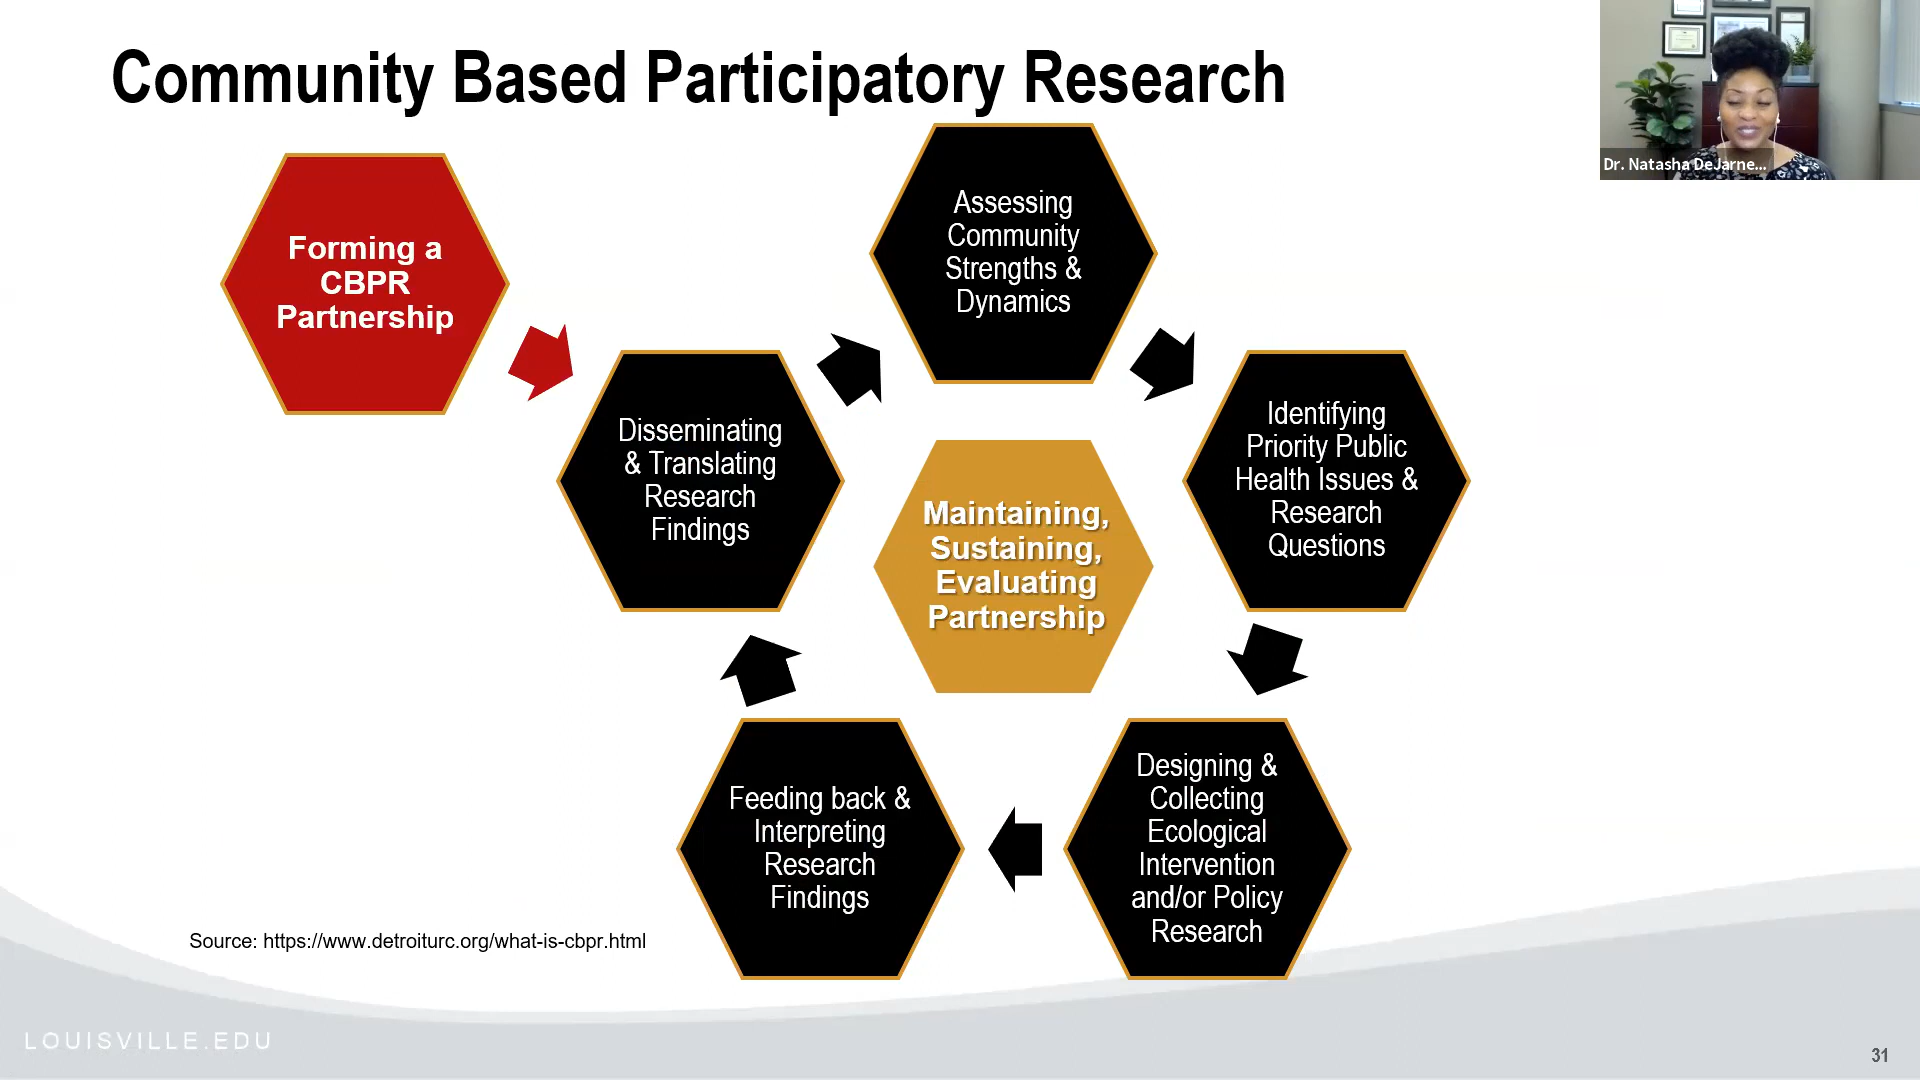 Community Based Participatory Research
Dr. Natasha DeJarne...
Forming a
CBPR
Partnership
Assessing
Community
Strengths &
Dynamics
Identifying
Priority Public
Health Issues &
Research
Questions
Disseminating
& Translating
Research
Findings
Maintaining,
Sustaining,
Evaluating
Partnership
Feeding back &
Interpreting
Research
Findings
Designing &
Collecting
Ecological
Intervention
and/or Policy
Research
Source: https://www.detroiturc.org/what-is-cbpr.html
LOUISVILLE.EDU
31